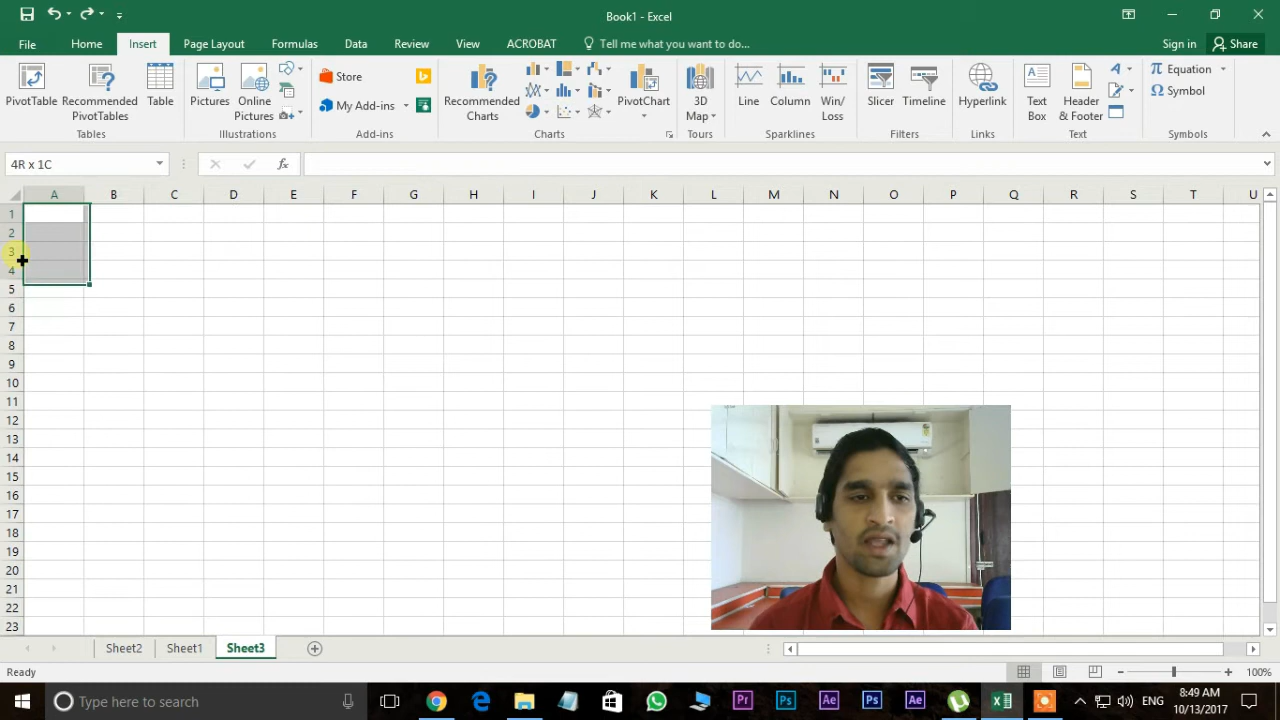 Book1 - Excel
File Home Insert Page Layout Formulas Data Review View ACROBAT Tell me what you want to do... Sign in Share
PivotTable Recommended PivotTables Table Pictures Online Pictures Store My Add-ins Recommended Charts PivotChart 3D Map Line Column Win/Loss Slicer Timeline Hyperlink Text Box Header & Footer Equation Symbol
Tables Illustrations Add-ins Charts Tours Sparklines Filters Links Text Symbols
4R x 1C fx
A B C D E F G H I J K L M N O P Q R S T U
1
2
3
4
5
6
7
8
9
10
11
12
13
14
15
16
17
18
19
20
21
22
23
Sheet2 Sheet1 Sheet3
Ready 100%
Type here to search Pr Ps Ae Ps Ae ENG 8:49 AM
10/13/2017